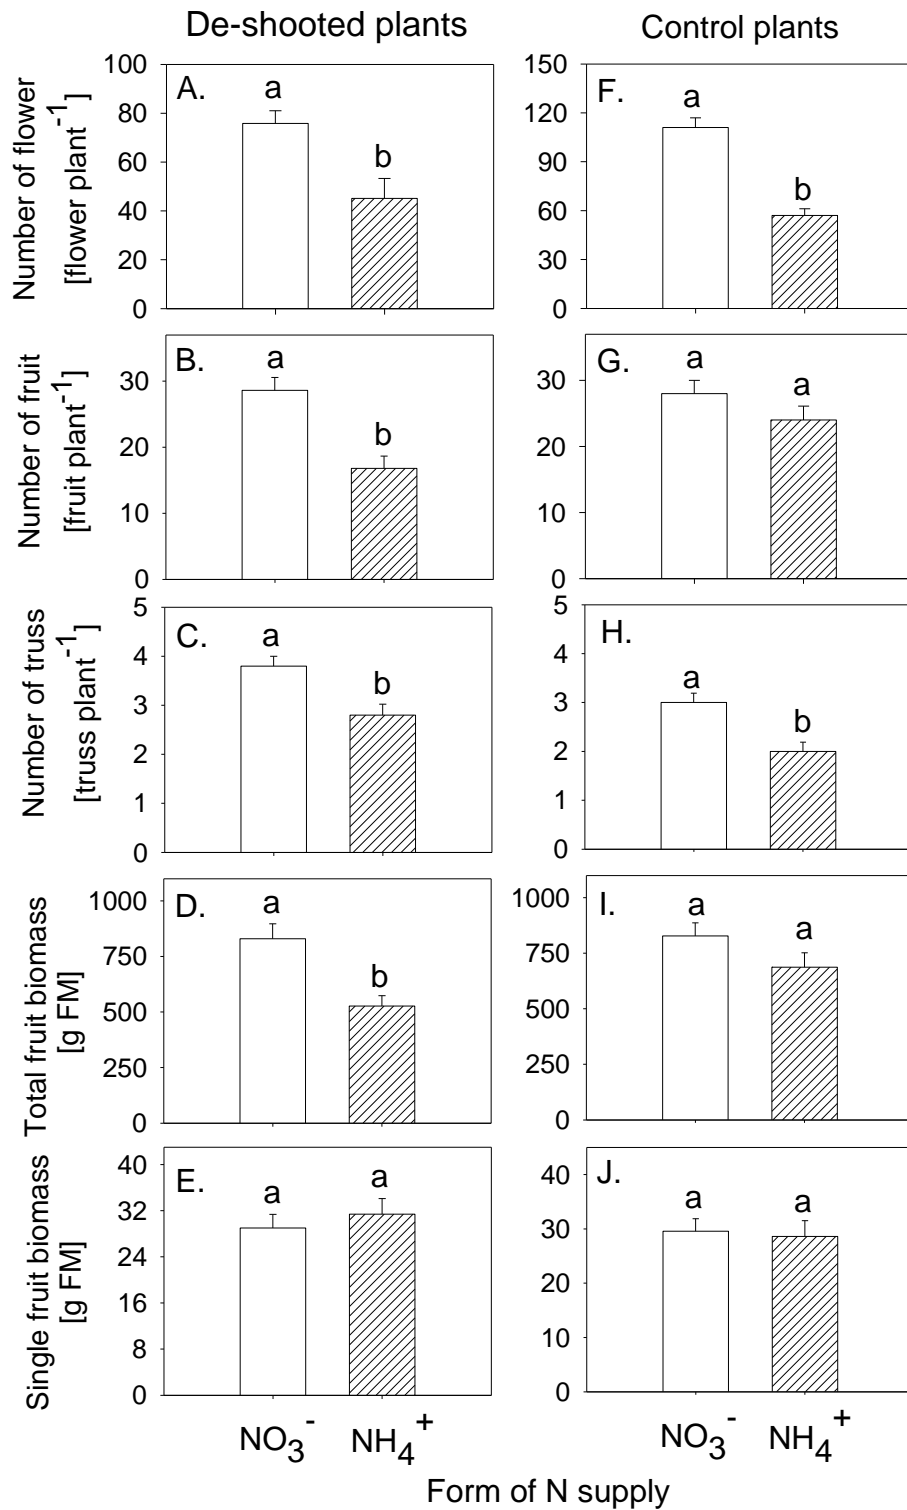 De-shooted plants
Control plants
Number of flower
[flower plant⁻¹]
100
80
60
40
20
0
A.
a
b
150
120
90
60
30
0
F.
a
b
Number of fruit
[fruit plant⁻¹]
30
20
10
0
B.
a
b
30
20
10
0
G.
a
a
Number of truss
[truss plant⁻¹]
5
4
3
2
1
0
C.
a
b
5
4
3
2
1
0
H.
a
b
Total fruit biomass
[g FM]
1000
750
500
250
0
D.
a
b
1000
750
500
250
0
I.
a
a
Single fruit biomass
[g FM]
40
32
24
16
8
0
E.
a
a
40
30
20
10
0
J.
a
a
NO₃⁻ NH₄⁺
NO₃⁻ NH₄⁺
Form of N supply